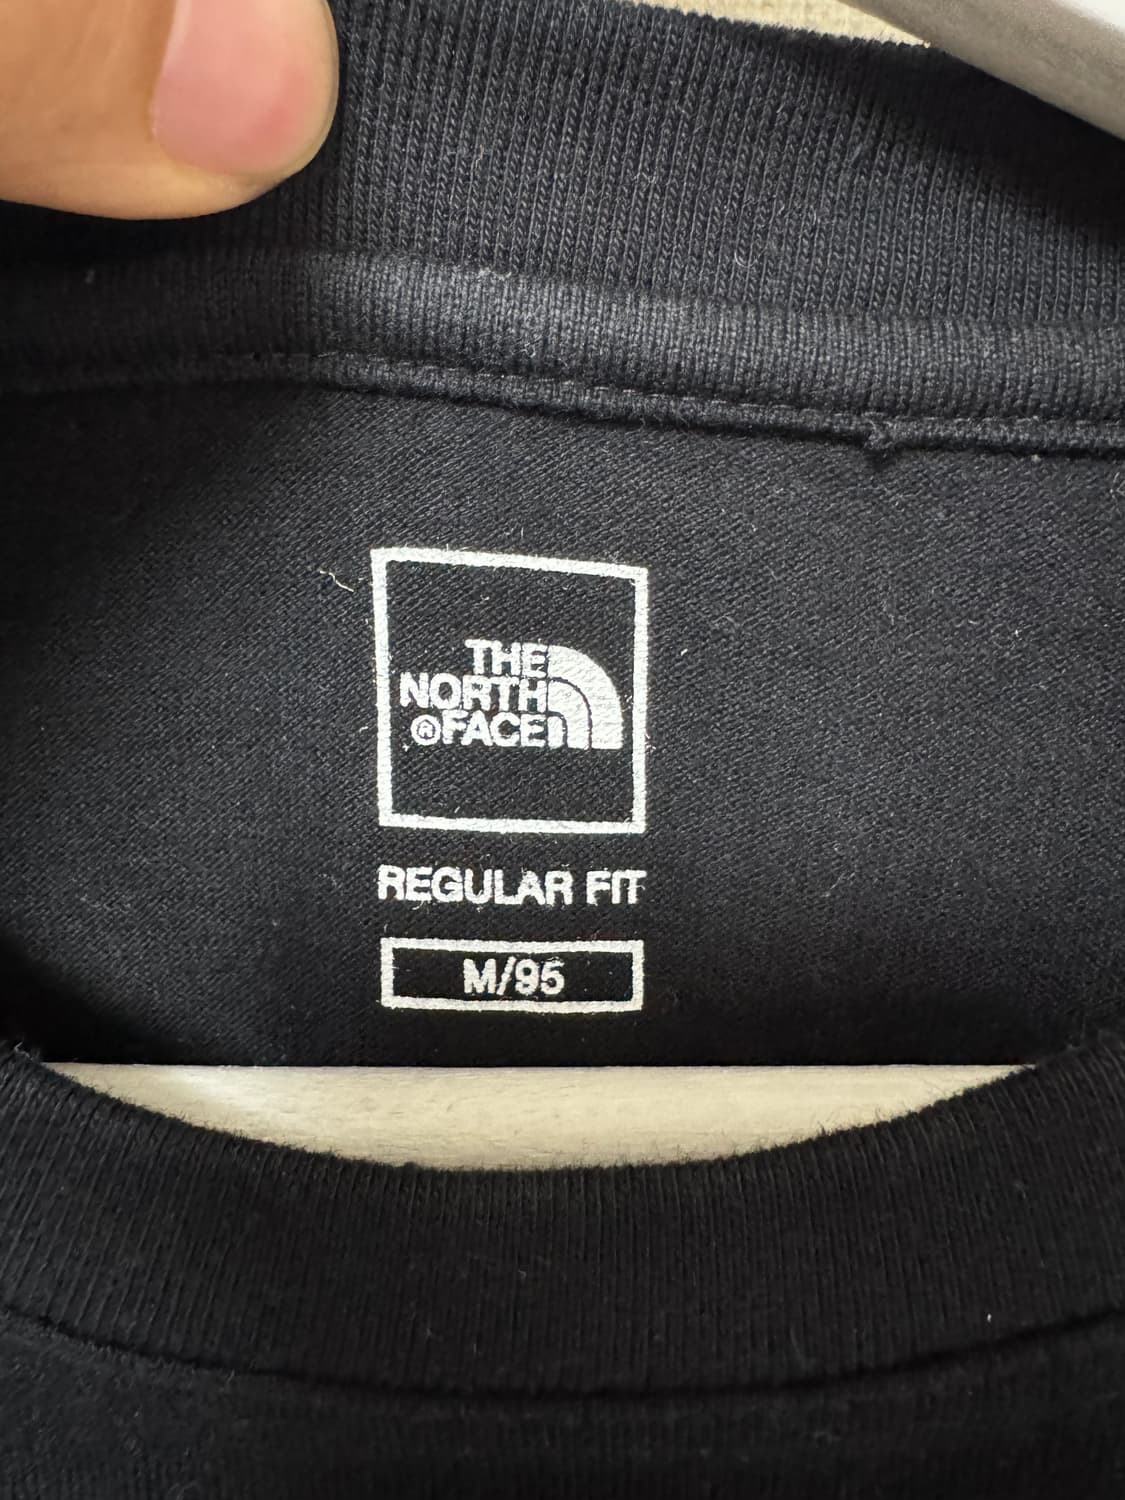 THE
NORTH
®FACE
REGULAR FIT
M/95